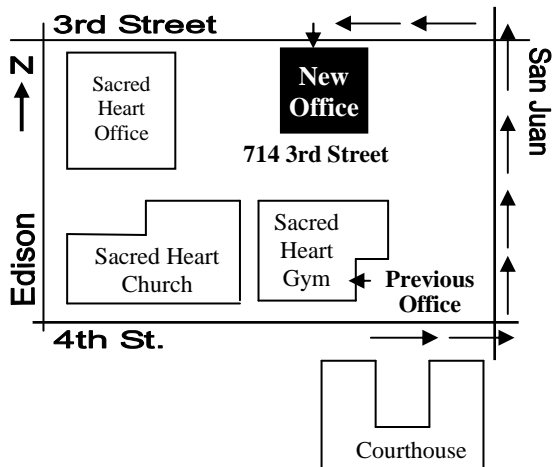 3rd Street
Z
San Juan
Sacred
Heart
Office
New
Office
714 3rd Street
Edison
Sacred Heart
Church
Sacred
Heart
Gym
Previous
Office
4th St.
Courthouse